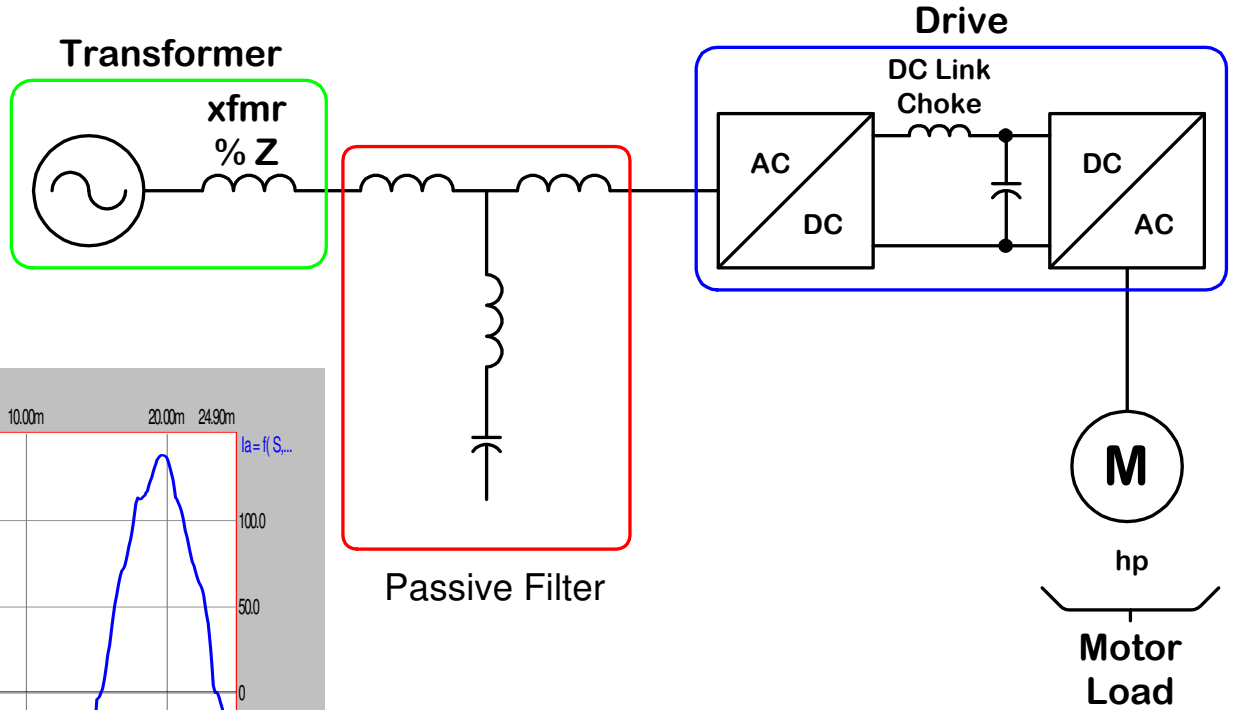 Drive
Transformer
DC Link
Choke
xfmr
% Z
AC
DC
DC
AC
10.00m 20.00m 24.90m
Ia=f( S,...
100.0
50.0
0
Passive Filter
M
hp
Motor
Load